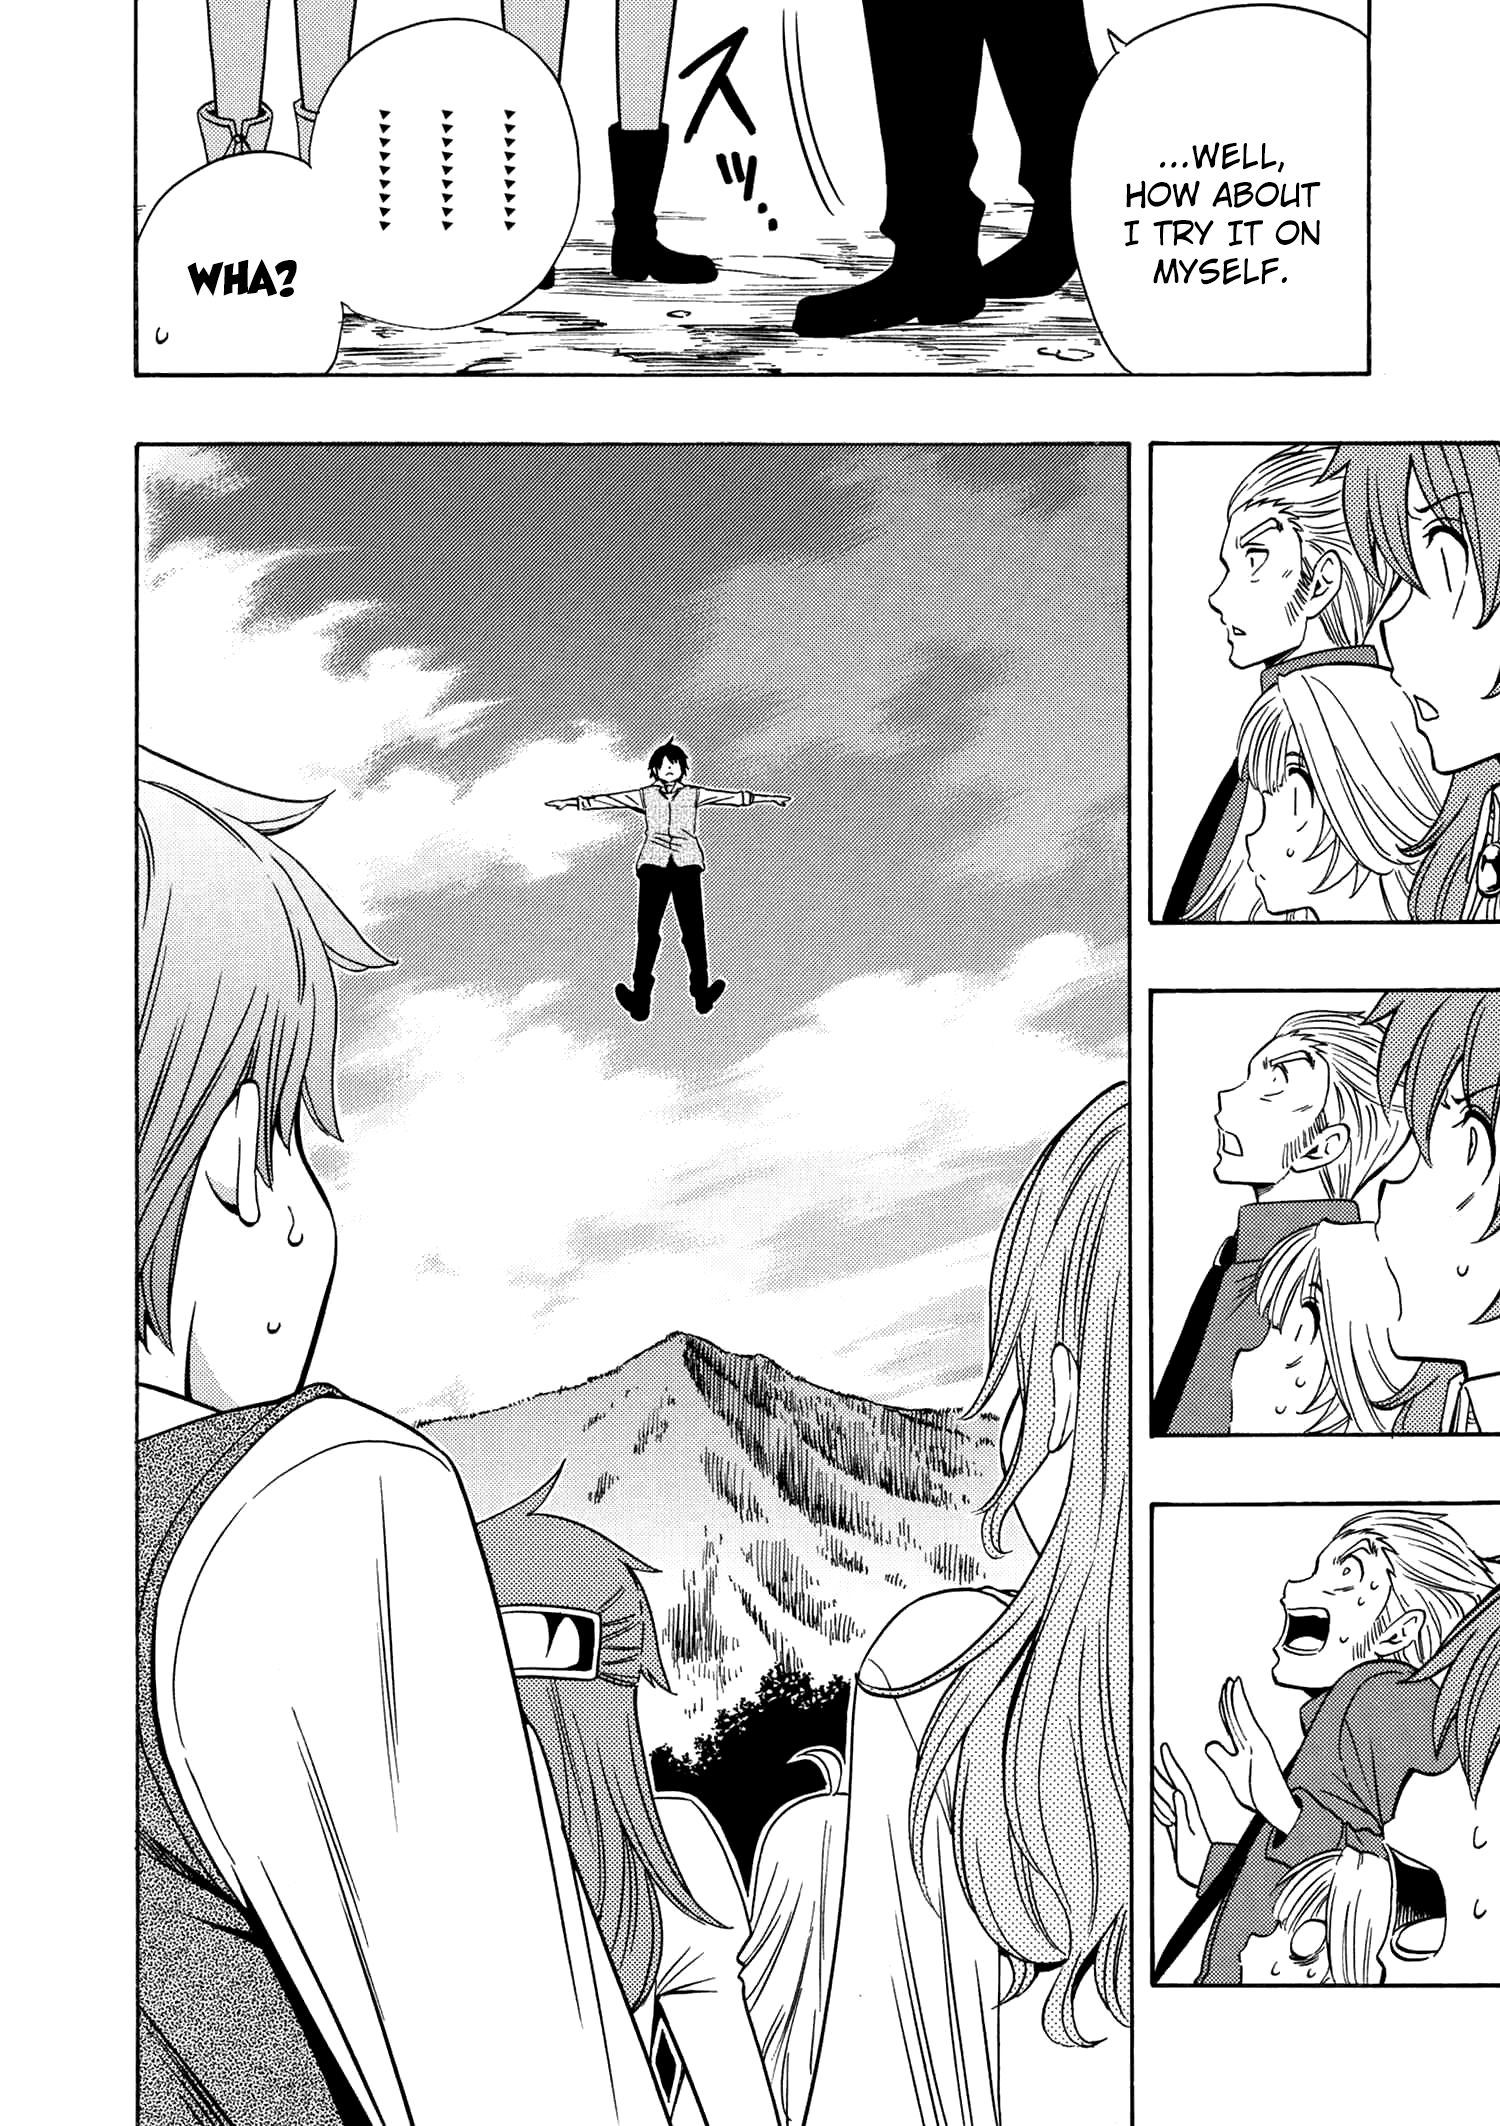 ...WELL,
HOW ABOUT
I TRY IT ON
MYSELF.
スッ..
WHA?